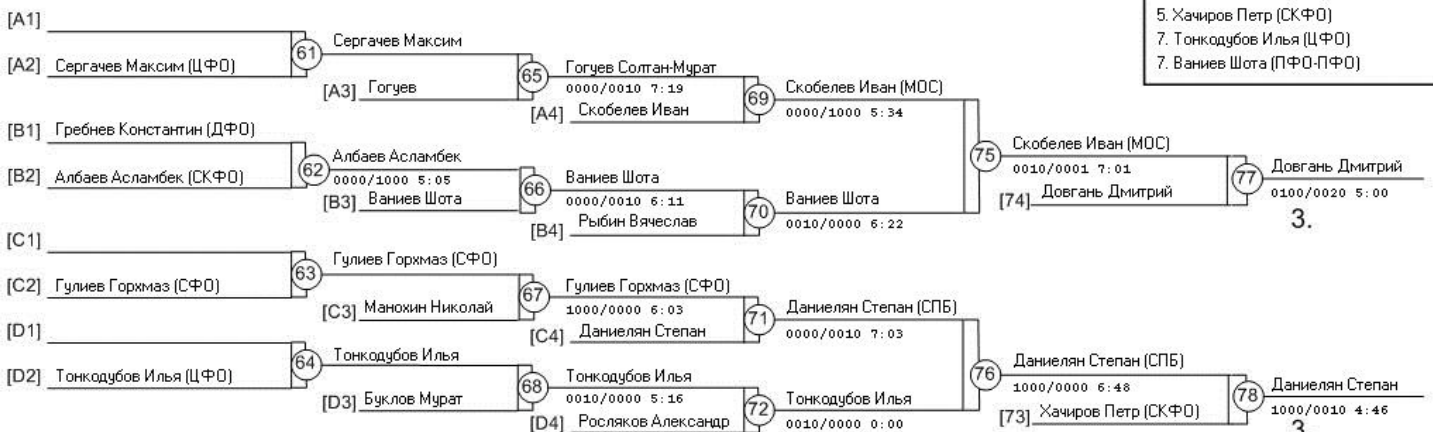 5. Хачиров Петр (СКФО)
7. Тонкодубов Илья (ЦФО)
7. Ваниев Шота (ПФО-ПФО)
[A1]
[A2] Сергачев Максим (ЦФО)
61
Сергачев Максим
[A3] Гогуев
65
Гогуев Солтан-Мурат
0000/0010 7:19
[A4] Скобелев Иван
69
Скобелев Иван (МОС)
0000/1000 5:34
[B1] Гребнев Константин (ДФО)
[B2] Албаев Асламбек (СКФО)
62
Албаев Асламбек
0000/1000 5:05
[B3] Ваниев Шота
66
Ваниев Шота
0000/0010 6:11
[B4] Рыбин Вячеслав
70
Ваниев Шота
0010/0000 6:22
75
Скобелев Иван (МОС)
0010/0001 7:01
[74] Довгань Дмитрий
77
Довгань Дмитрий
0100/0020 5:00
3.
[C1]
[C2] Гулиев Горхмаз (СФО)
63
Гулиев Горхмаз (СФО)
[C3] Манохин Николай
67
Гулиев Горхмаз (СФО)
1000/0000 6:03
[C4] Даниелян Степан
71
Даниелян Степан (СПБ)
0000/0010 7:03
[D1]
[D2] Тонкодубов Илья (ЦФО)
64
Тонкодубов Илья
[D3] Буклов Мурат
68
Тонкодубов Илья
0010/0000 5:16
[D4] Росляков Александр
72
Тонкодубов Илья
0010/0000 0:00
76
Даниелян Степан (СПБ)
1000/0000 6:48
[73] Хачиров Петр (СКФО)
78
Даниелян Степан
1000/0010 4:46
3.